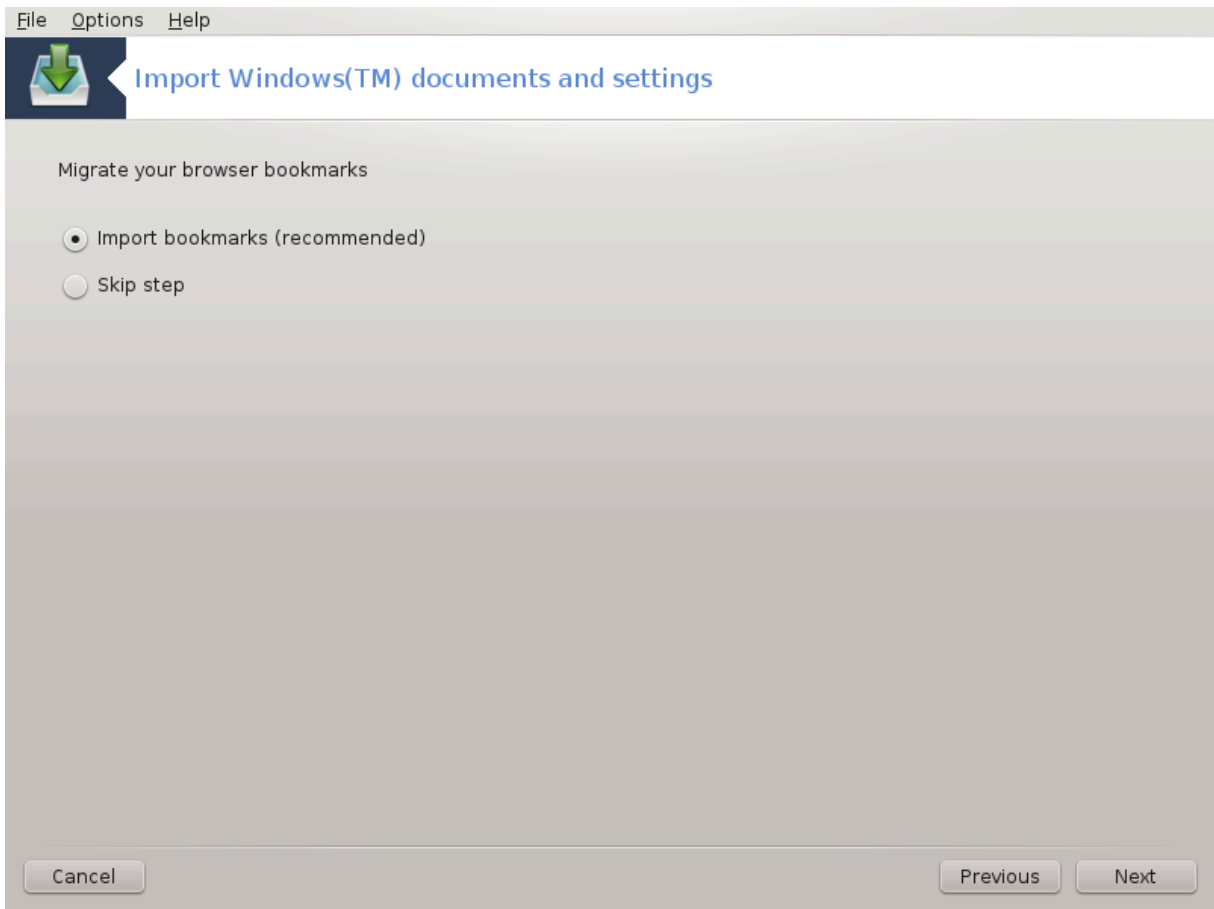 File Options Help
Import Windows(TM) documents and settings
Migrate your browser bookmarks
Import bookmarks (recommended)
Skip step
Cancel Previous Next